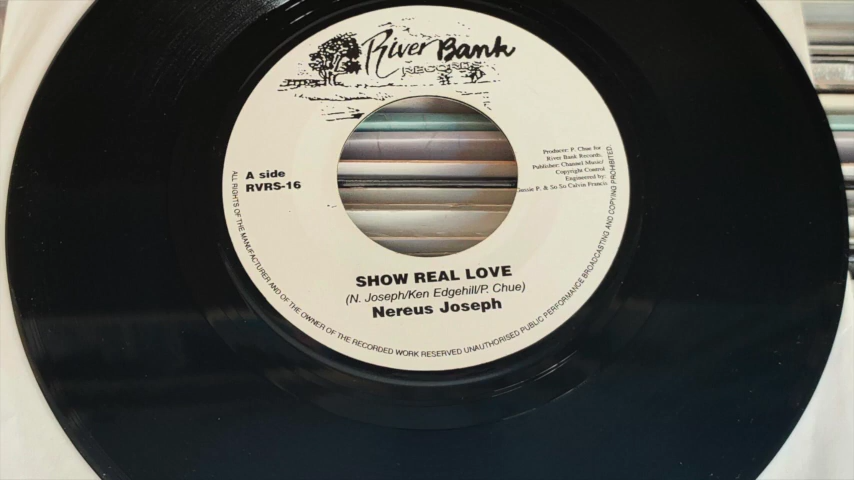 River Bank
RECORDS
A side
RVRS-16
Producer: P. Chue for
River Bank Records.
Publisher: Channel Music/
Copyright Control
Engineered by:
Jamie P. & So So Calvin Francis
SHOW REAL LOVE
(N. Joseph/Ken Edgehill/P. Chue)
Nereus Joseph
ALL RIGHTS OF THE MANUFACTURER AND OF THE OWNER OF THE RECORDED WORK RESERVED UNAUTHORISED PUBLIC PERFORMANCE BROADCASTING AND COPYING PROHIBITED.